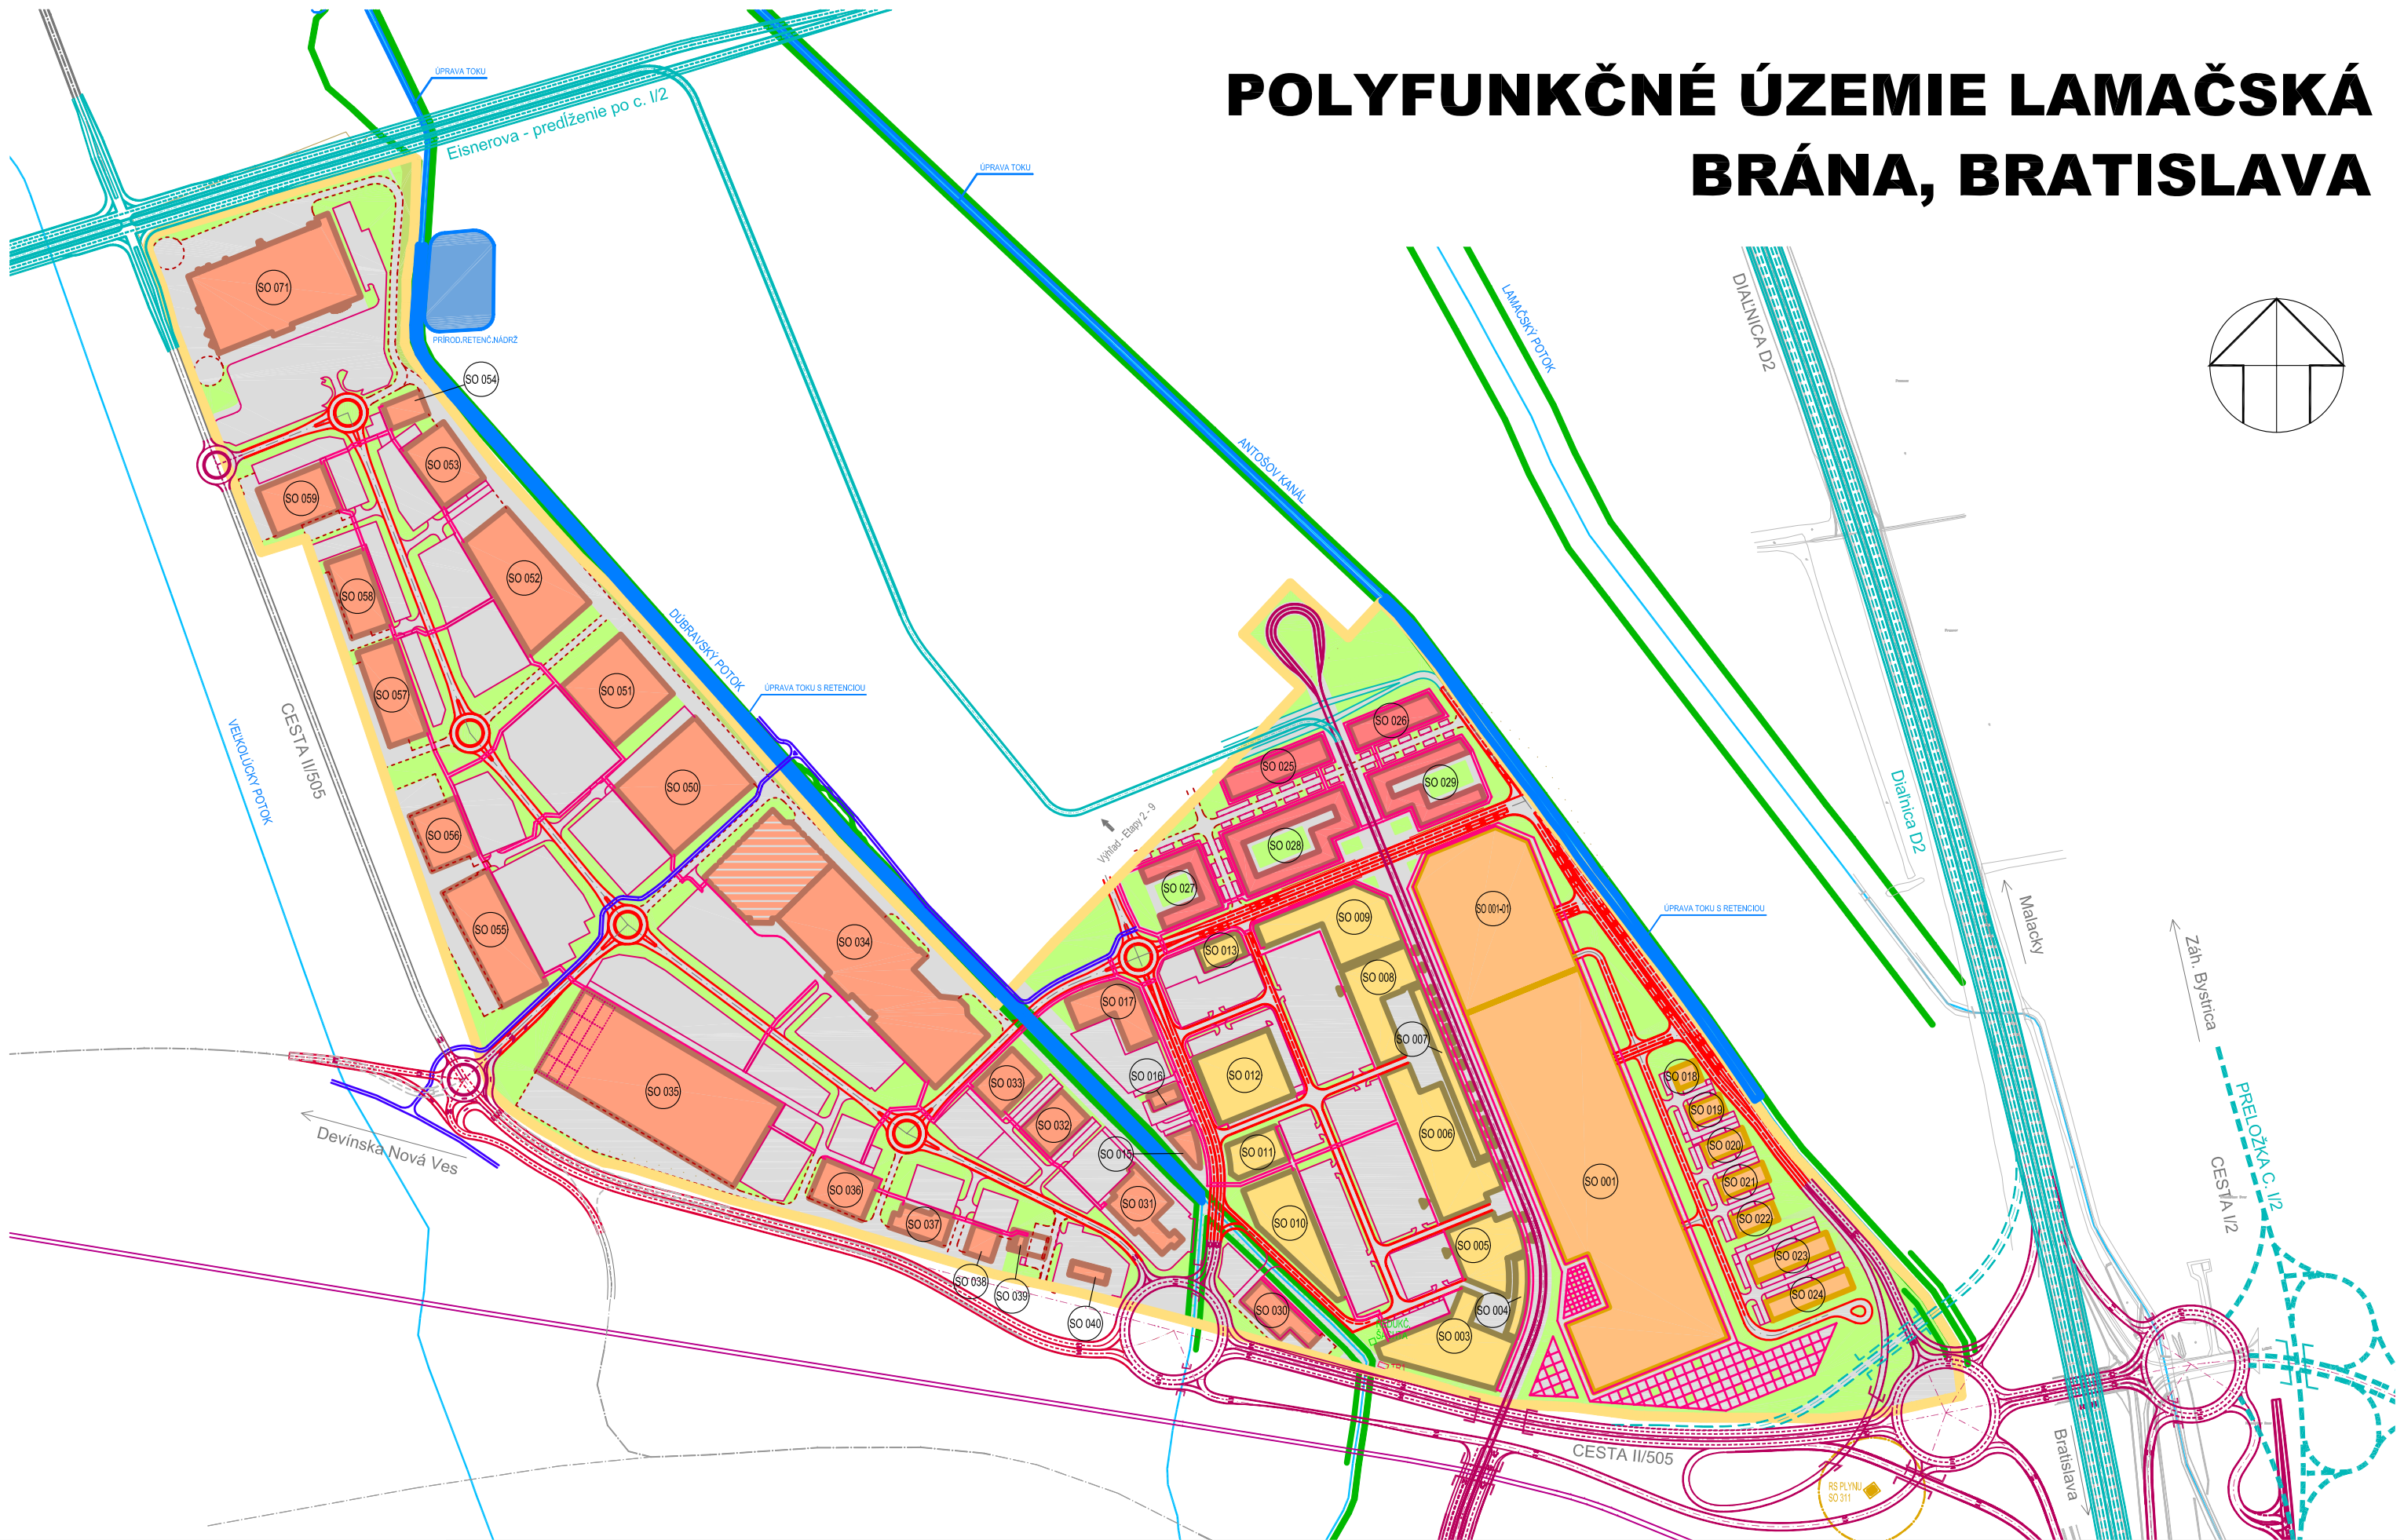 POLYFUNKČNÉ ÚZEMIE LAMAČSKÁ
BRÁNA, BRATISLAVA
ÚPRAVA TOKU
Eisnerova - predĺženie po c. I/2
ÚPRAVA TOKU
PRÍROD.RETENČ.NÁDRŽ
LAMAČSKÝ POTOK
DIAĽNICA D2
ANTOŠOV KANÁL
SO 071
SO 054
SO 053
SO 059
SO 052
SO 058
SO 051
SO 057
DÚBRAVSKÝ POTOK
ÚPRAVA TOKU S RETENCIOU
VEĽKOLÚCKY POTOK
CESTA II/505
SO 050
SO 056
SO 055
SO 034
SO 035
SO 033
SO 032
SO 031
SO 036
SO 037
SO 038
SO 039
SO 040
Devínska Nová Ves
Výhľad - Etapy 2 - 9
SO 026
SO 025
SO 029
SO 028
SO 027
SO 009
SO 013
SO 008
SO 017
SO 007
SO 016
SO 012
SO 006
SO 015
SO 011
SO 010
SO 005
SO 004
SO 003
SO 030
SO 001-01
SO 001
ÚPRAVA TOKU S RETENCIOU
SO 018
SO 019
SO 020
SO 021
SO 022
SO 023
SO 024
Diaľnica D2
Malacky
Záh. Bystrica
PRELOŽKA C. I/2
CESTA I/2
CESTA II/505
Bratislava
RS PLYNU
SO 311